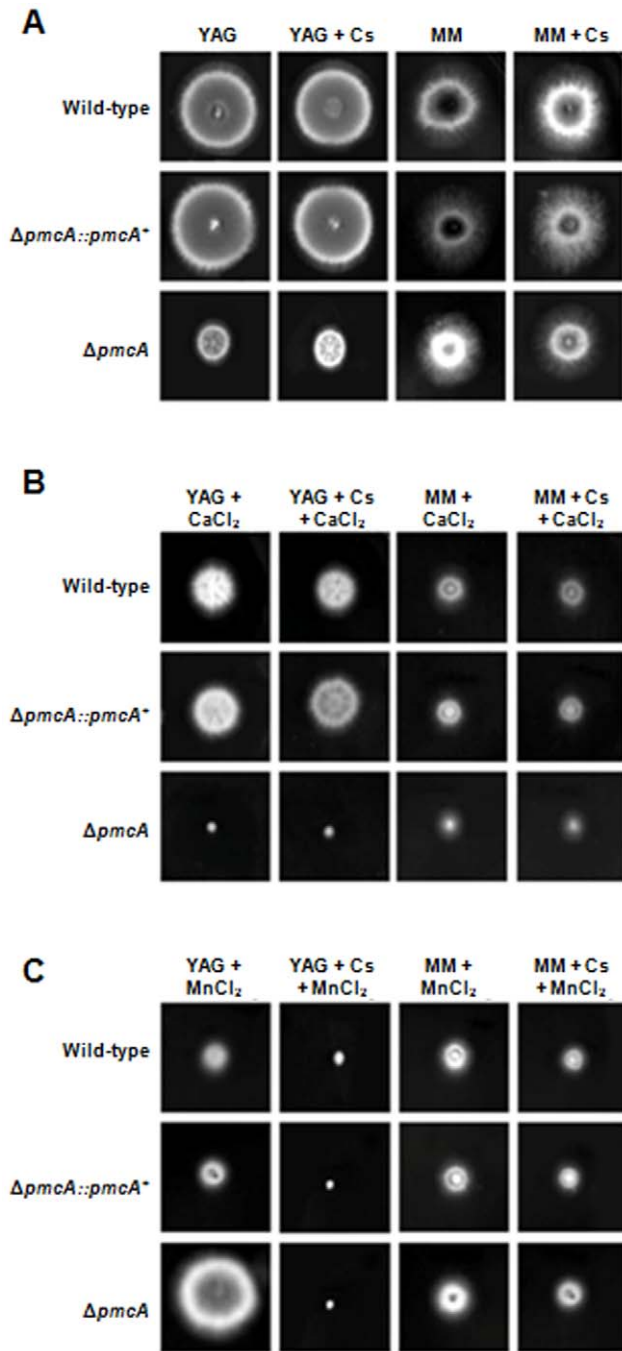 A
YAG YAG + Cs MM MM + Cs
Wild-type
ΔpmcA::pmcA⁺
ΔpmcA
B
YAG + CaCl₂ YAG + Cs + CaCl₂ MM + CaCl₂ MM + Cs + CaCl₂
Wild-type
ΔpmcA::pmcA⁺
ΔpmcA
C
YAG + MnCl₂ YAG + Cs + MnCl₂ MM + MnCl₂ MM + Cs + MnCl₂
Wild-type
ΔpmcA::pmcA⁺
ΔpmcA